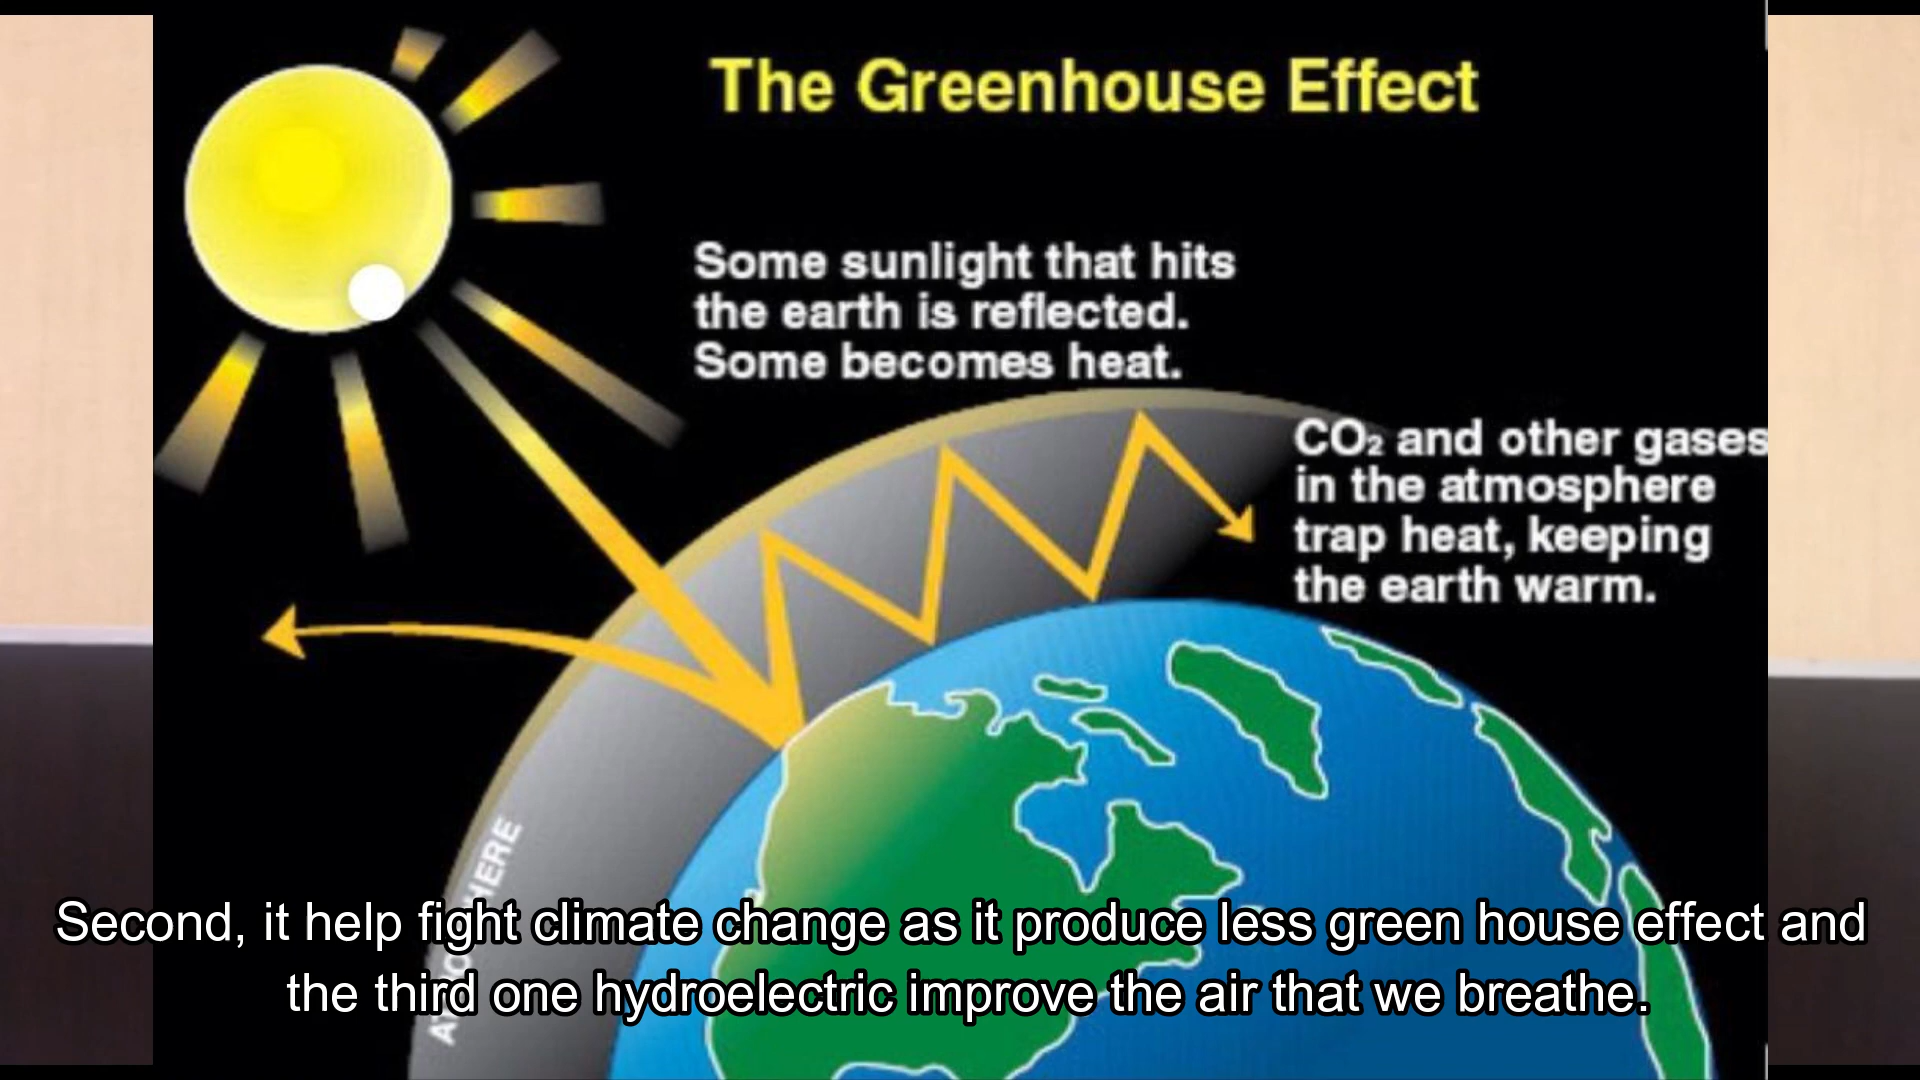 The Greenhouse Effect
Some sunlight that hits
the earth is reflected.
Some becomes heat.
CO₂ and other gases
in the atmosphere
trap heat, keeping
the earth warm.
Second, it help fight climate change as it produce less green house effect and
the third one hydroelectric improve the air that we breathe.